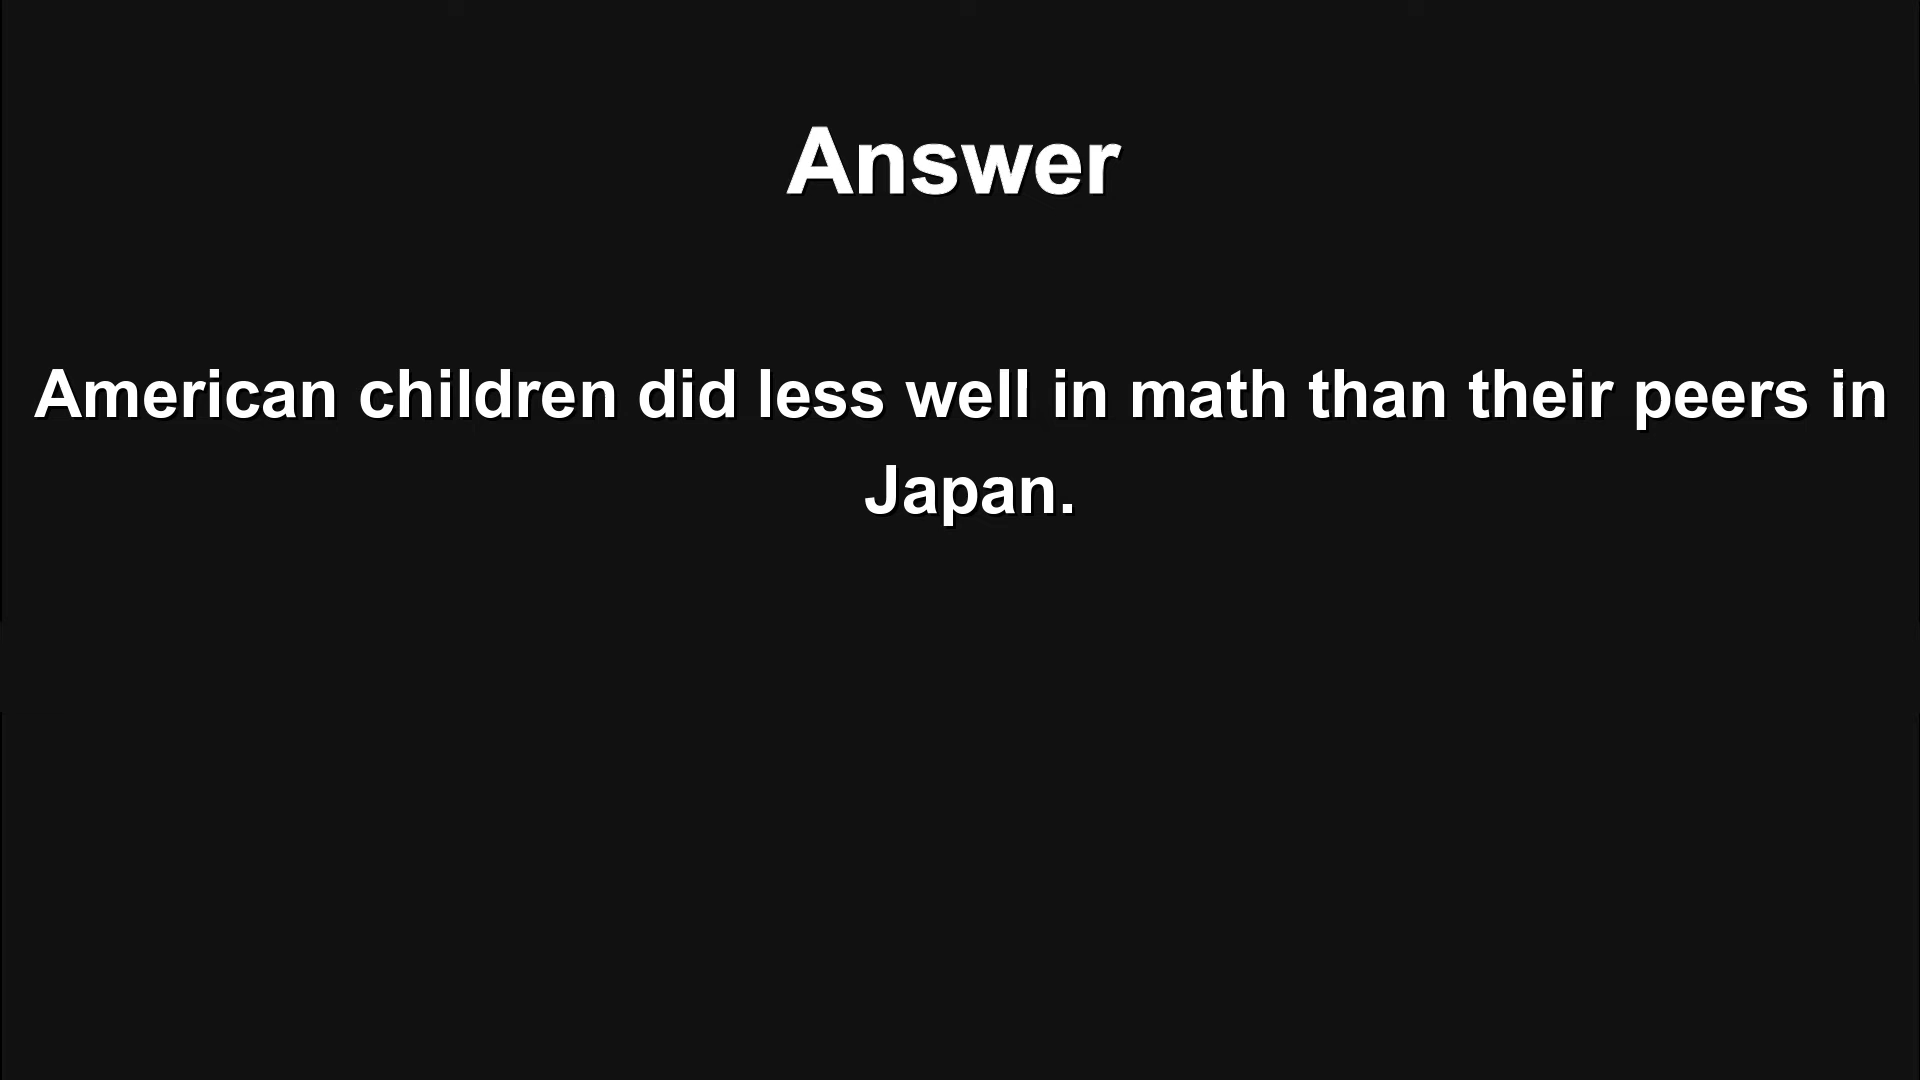 Answer
American children did less well in math than their peers in
Japan.